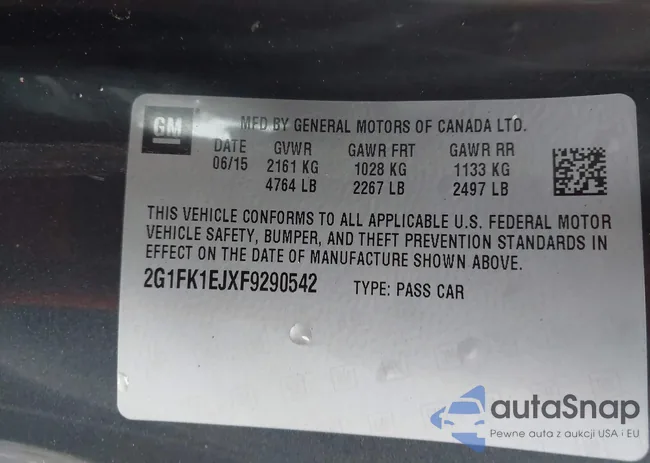 GM
MFD BY GENERAL MOTORS OF CANADA LTD.
DATE GVWR GAWR FRT GAWR RR
06/15 2161 KG 1028 KG 1133 KG
4764 LB 2267 LB 2497 LB
THIS VEHICLE CONFORMS TO ALL APPLICABLE U.S. FEDERAL MOTOR
VEHICLE SAFETY, BUMPER, AND THEFT PREVENTION STANDARDS IN
EFFECT ON THE DATE OF MANUFACTURE SHOWN ABOVE.
2G1FK1EJXF9290542 TYPE: PASS CAR
autaSnap
Pewne auta z aukcji USA i EU